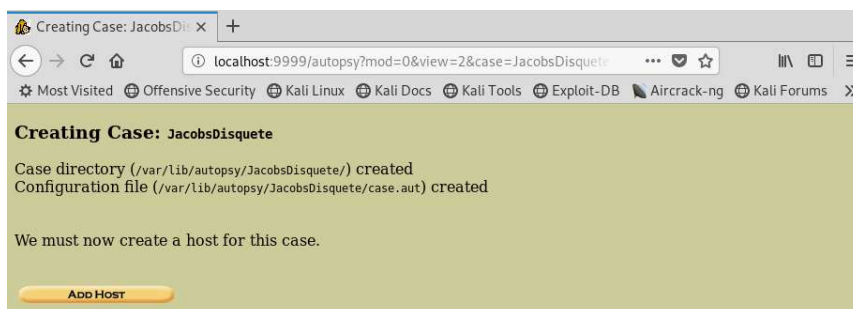 Creating Case: JacobsDis
localhost:9999/autopsy?mod=0&view=2&case=JacobsDisquete
Most Visited Offensive Security Kali Linux Kali Docs Kali Tools Exploit-DB Aircrack-ng Kali Forums
Creating Case: JacobsDisquete
Case directory (/var/lib/autopsy/JacobsDisquete/) created
Configuration file (/var/lib/autopsy/JacobsDisquete/case.aut) created
We must now create a host for this case.
ADD HOST